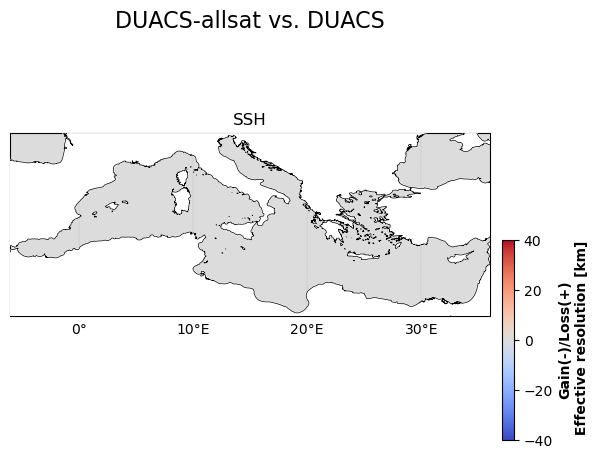 DUACS-allsat vs. DUACS
SSH
0°
10°E
20°E
30°E
40
20
0
−20
−40
Gain(-)/Loss(+)
Effective resolution [km]